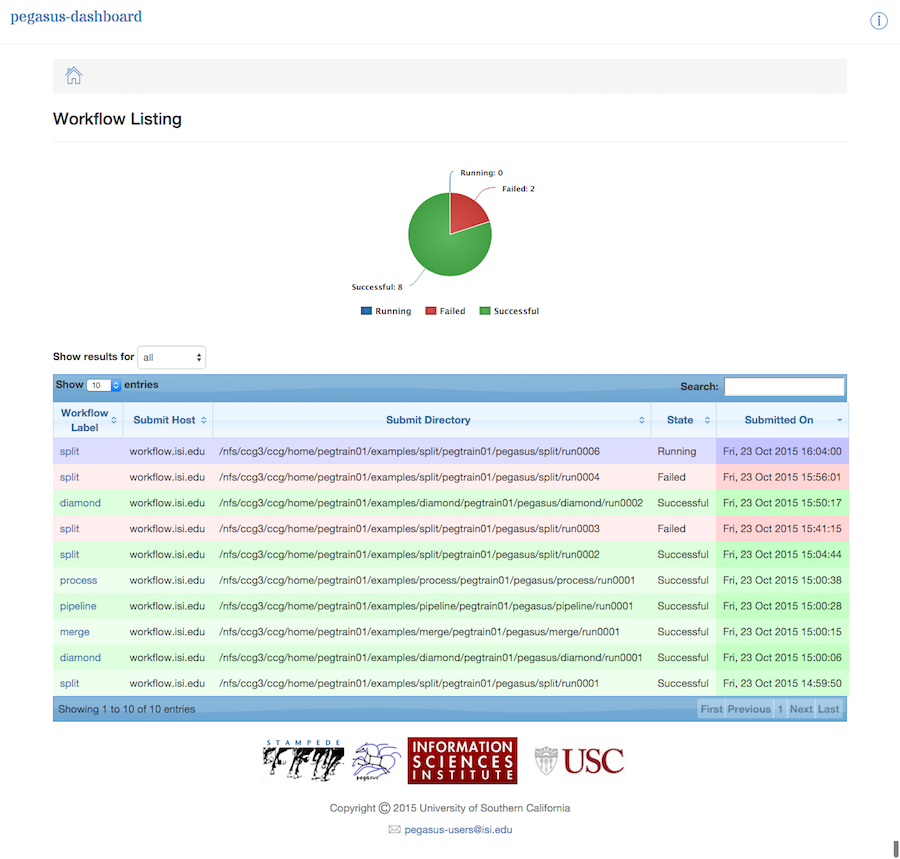 pegasus-dashboard
i
Workflow Listing
Running: 0
Failed: 2
Successful: 8
Running Failed Successful
Show results for all
Show 10 entries Search:
Workflow Label Submit Host Submit Directory State Submitted On
split workflow.isi.edu /nfs/ccg3/ccg/home/pegtrain01/examples/split/pegtrain01/pegasus/split/run0006 Running Fri, 23 Oct 2015 16:04:00
split workflow.isi.edu /nfs/ccg3/ccg/home/pegtrain01/examples/split/pegtrain01/pegasus/split/run0004 Failed Fri, 23 Oct 2015 15:56:01
diamond workflow.isi.edu /nfs/ccg3/ccg/home/pegtrain01/examples/diamond/pegtrain01/pegasus/diamond/run0002 Successful Fri, 23 Oct 2015 15:50:17
split workflow.isi.edu /nfs/ccg3/ccg/home/pegtrain01/examples/split/pegtrain01/pegasus/split/run0003 Failed Fri, 23 Oct 2015 15:41:15
split workflow.isi.edu /nfs/ccg3/ccg/home/pegtrain01/examples/split/pegtrain01/pegasus/split/run0002 Successful Fri, 23 Oct 2015 15:04:44
process workflow.isi.edu /nfs/ccg3/ccg/home/pegtrain01/examples/process/pegtrain01/pegasus/process/run0001 Successful Fri, 23 Oct 2015 15:00:38
pipeline workflow.isi.edu /nfs/ccg3/ccg/home/pegtrain01/examples/pipeline/pegtrain01/pegasus/pipeline/run0001 Successful Fri, 23 Oct 2015 15:00:28
merge workflow.isi.edu /nfs/ccg3/ccg/home/pegtrain01/examples/merge/pegtrain01/pegasus/merge/run0001 Successful Fri, 23 Oct 2015 15:00:15
diamond workflow.isi.edu /nfs/ccg3/ccg/home/pegtrain01/examples/diamond/pegtrain01/pegasus/diamond/run0001 Successful Fri, 23 Oct 2015 15:00:06
split workflow.isi.edu /nfs/ccg3/ccg/home/pegtrain01/examples/split/pegtrain01/pegasus/split/run0001 Successful Fri, 23 Oct 2015 14:59:50
Showing 1 to 10 of 10 entries First Previous 1 Next Last
STAMPEDE
pegasus
INFORMATION
SCIENCES
INSTITUTE
USC
Copyright © 2015 University of Southern California
pegasus-users@isi.edu